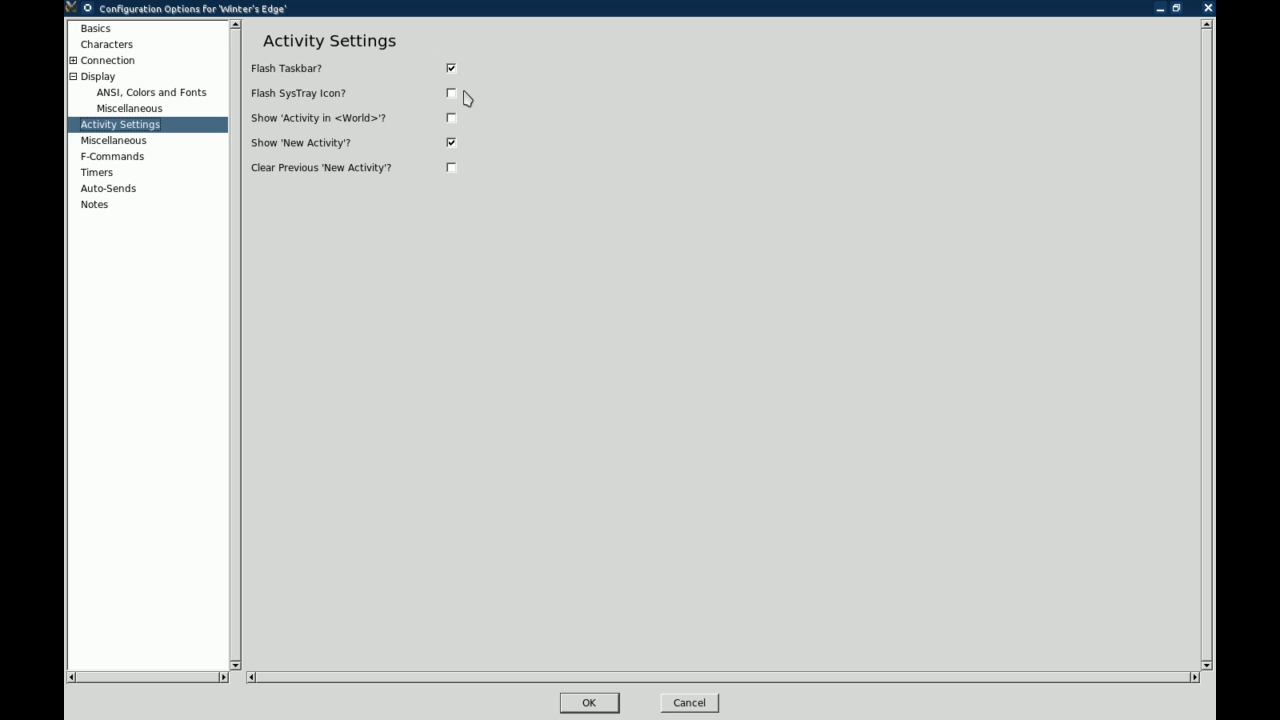 Configuration Options for 'Winter's Edge'
Basics
Characters
Connection
Display
ANSI, Colors and Fonts
Miscellaneous
Activity Settings
Miscellaneous
F-Commands
Timers
Auto-Sends
Notes
Activity Settings
Flash Taskbar?
Flash SysTray Icon?
Show 'Activity in <World>'?
Show 'New Activity'?
Clear Previous 'New Activity'?
OK
Cancel